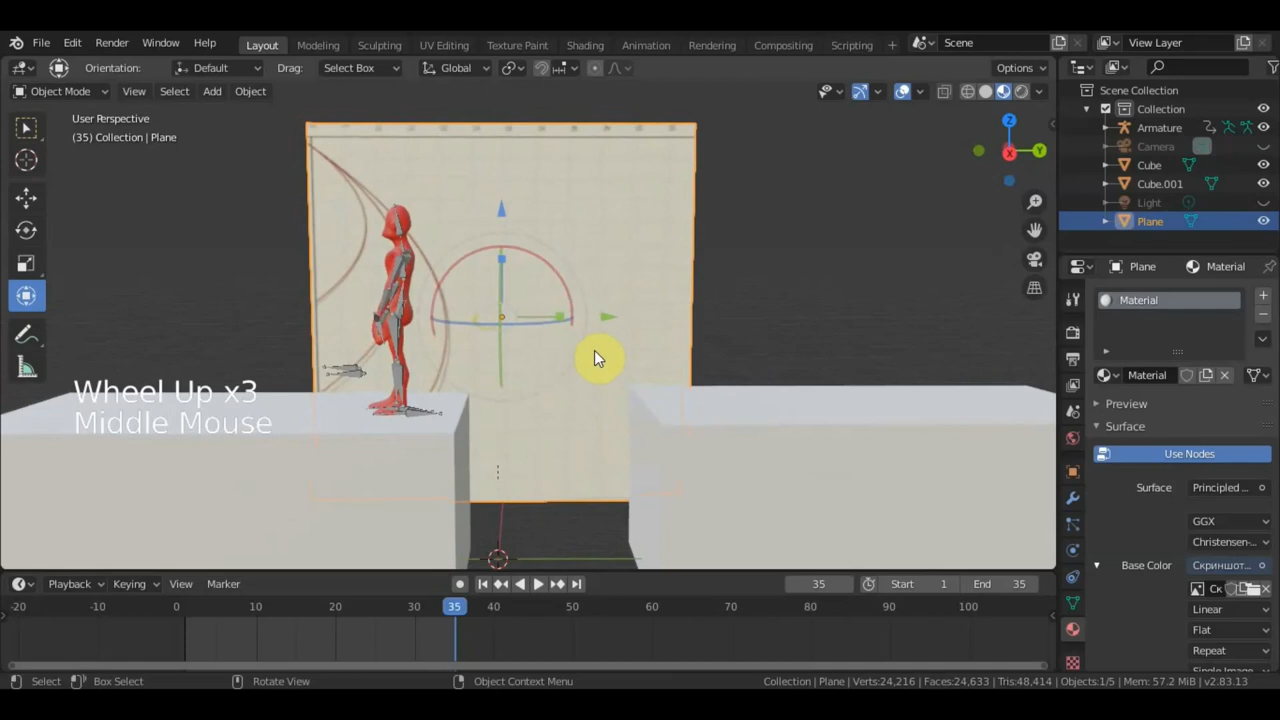 File Edit Render Window Help Layout Modeling Sculpting UV Editing Texture Paint Shading Animation Rendering Compositing Scripting + Scene View Layer
Orientation: Default Drag: Select Box Global Options
Object Mode View Select Add Object
User Perspective
(35) Collection | Plane
Z
X
Y
Scene Collection
Collection
Armature
Camera
Cube
Cube.001
Light
Plane
Plane Material
Material
Material
Preview
Surface
Use Nodes
Surface Principled ...
GGX
Christensen-...
Base Color Скриншот...
Ск
Linear
Flat
Repeat
Wheel Up x3
Middle Mouse
Playback Keying View Marker 35 Start 1 End 35
-20 -10 0 10 20 30 35 40 50 60 70 80 90 100
Select Box Select Rotate View Object Context Menu Collection | Plane | Verts:24,216 | Faces:24,633 | Tris:48,414 | Objects:1/5 | Mem: 57.2 MiB | v2.83.13